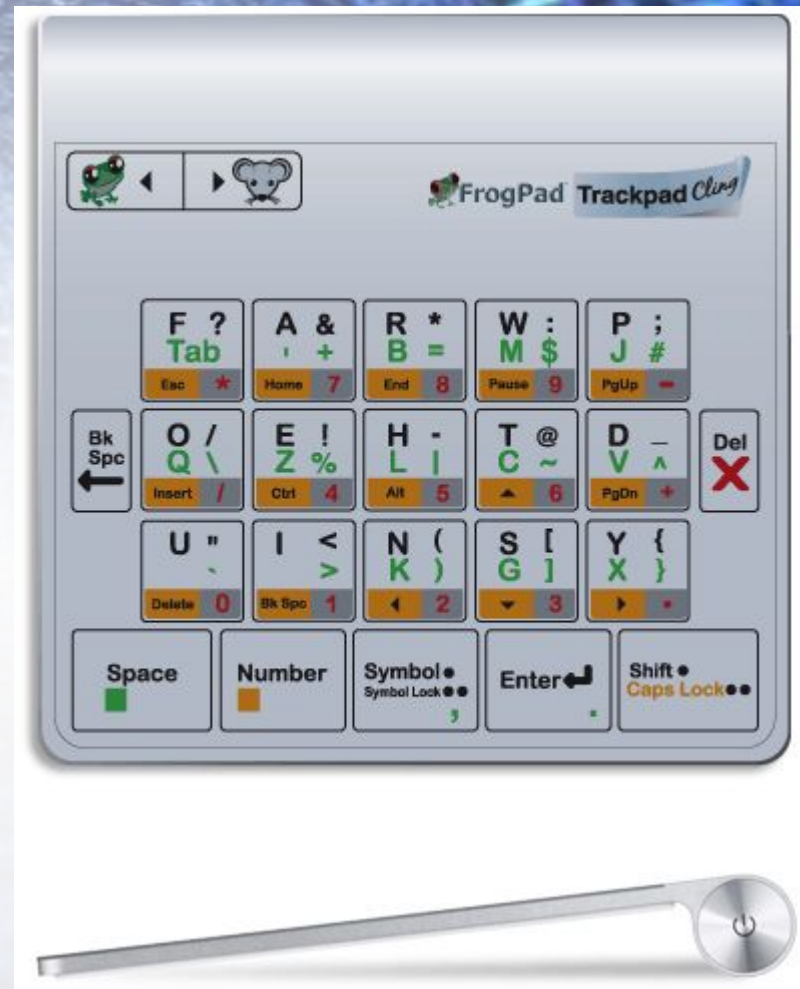 FrogPad Trackpad Cling
F ? A & R * W : P ;
Tab ' + B = M $ J #
Esc * Home 7 End 8 Pause 9 PgUp -
Bk Spc
O / E ! H - T @ D _
Q \ Z % L | C ~ V ^
Insert / Ctrl 4 Alt 5 6 PgDn +
Del
U " I < N ( S [ Y {
` > K ) G ] X }
Delete 0 Bk Spc 1 2 3 .
Space Number Symbol Enter Shift
Symbol Lock Caps Lock
, .